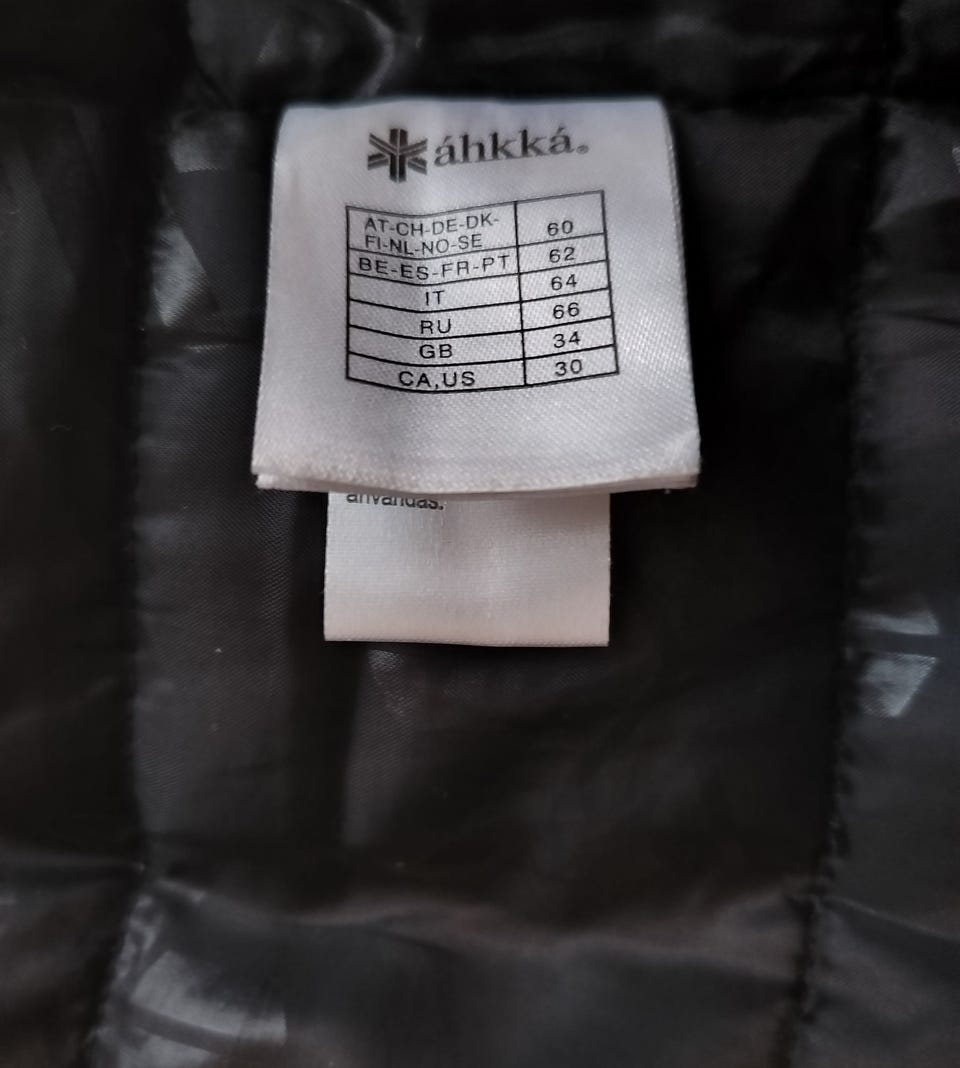 áhkká®
AT-CH-DE-DK- 60
FI-NL-NO-SE
BE-ES-FR-PT 62
IT 64
RU 66
GB 34
CA,US 30
användas.